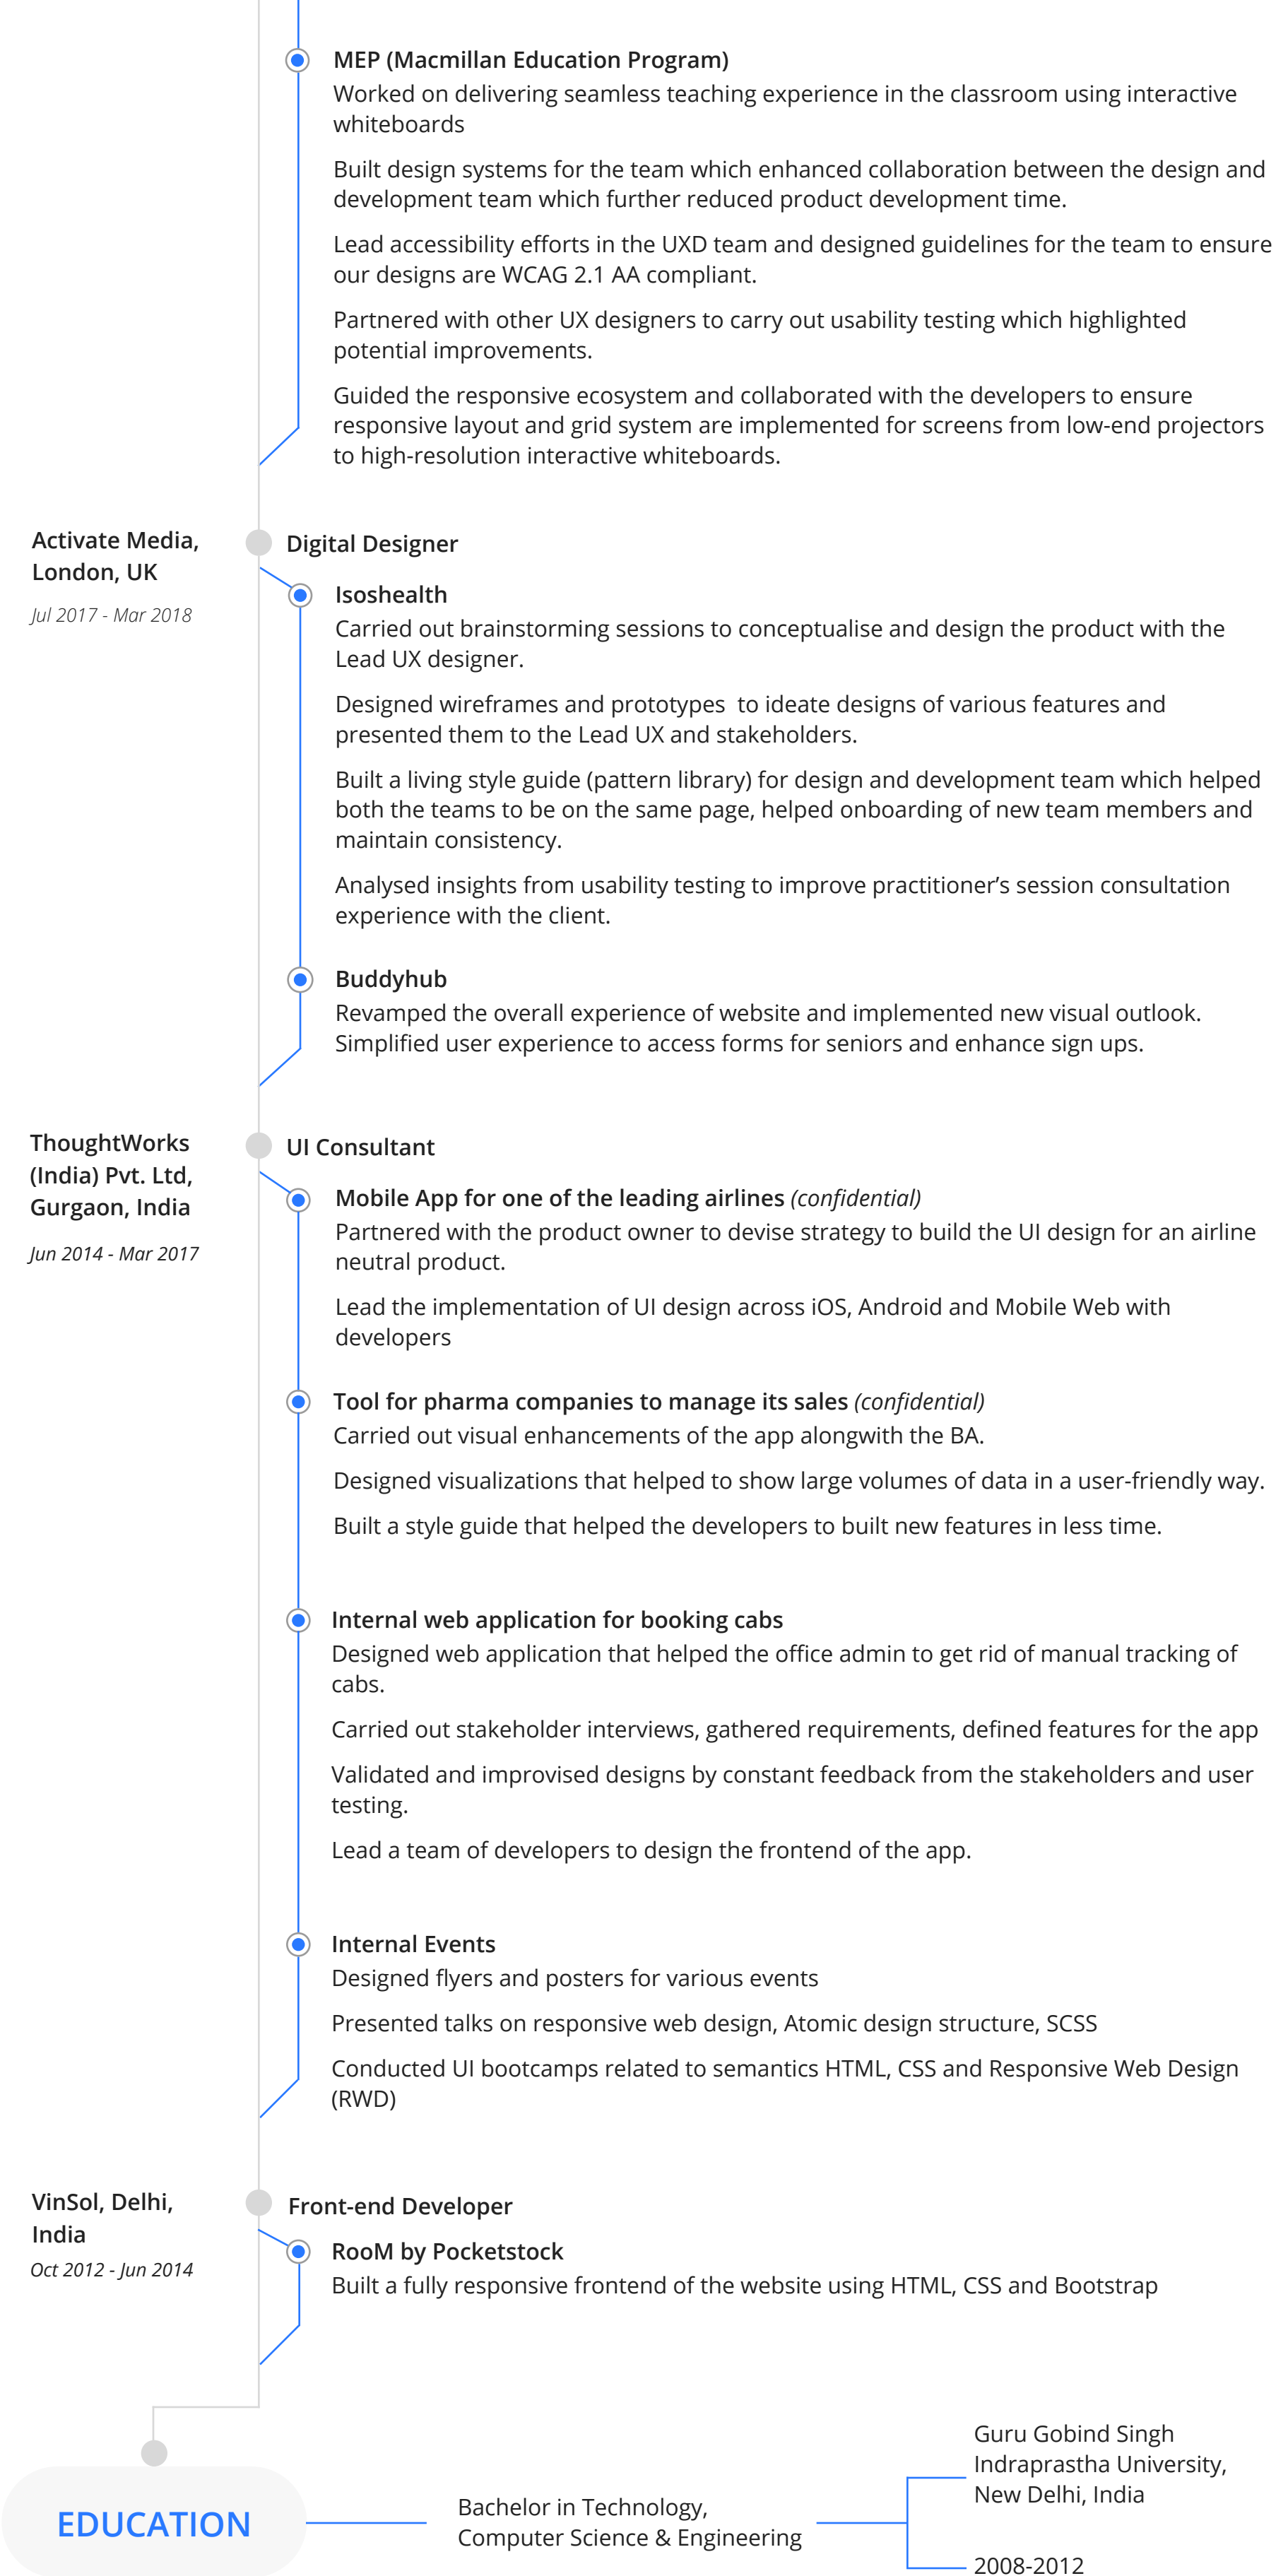 MEP (Macmillan Education Program)
Worked on delivering seamless teaching experience in the classroom using interactive
whiteboards
Built design systems for the team which enhanced collaboration between the design and
development team which further reduced product development time.
Lead accessibility efforts in the UXD team and designed guidelines for the team to ensure
our designs are WCAG 2.1 AA compliant.
Partnered with other UX designers to carry out usability testing which highlighted
potential improvements.
Guided the responsive ecosystem and collaborated with the developers to ensure
responsive layout and grid system are implemented for screens from low-end projectors
to high-resolution interactive whiteboards.
Activate Media,
London, UK
Jul 2017 - Mar 2018
Digital Designer
Isoshealth
Carried out brainstorming sessions to conceptualise and design the product with the
Lead UX designer.
Designed wireframes and prototypes  to ideate designs of various features and
presented them to the Lead UX and stakeholders.
Built a living style guide (pattern library) for design and development team which helped
both the teams to be on the same page, helped onboarding of new team members and
maintain consistency.
Analysed insights from usability testing to improve practitioner’s session consultation
experience with the client.
Buddyhub
Revamped the overall experience of website and implemented new visual outlook.
Simplified user experience to access forms for seniors and enhance sign ups.
ThoughtWorks
(India) Pvt. Ltd,
Gurgaon, India
Jun 2014 - Mar 2017
UI Consultant
Mobile App for one of the leading airlines (confidential)
Partnered with the product owner to devise strategy to build the UI design for an airline
neutral product.
Lead the implementation of UI design across iOS, Android and Mobile Web with
developers
Tool for pharma companies to manage its sales (confidential)
Carried out visual enhancements of the app alongwith the BA.
Designed visualizations that helped to show large volumes of data in a user-friendly way.
Built a style guide that helped the developers to built new features in less time.
Internal web application for booking cabs
Designed web application that helped the office admin to get rid of manual tracking of
cabs.
Carried out stakeholder interviews, gathered requirements, defined features for the app
Validated and improvised designs by constant feedback from the stakeholders and user
testing.
Lead a team of developers to design the frontend of the app.
Internal Events
Designed flyers and posters for various events
Presented talks on responsive web design, Atomic design structure, SCSS
Conducted UI bootcamps related to semantics HTML, CSS and Responsive Web Design
(RWD)
VinSol, Delhi,
India
Oct 2012 - Jun 2014
Front-end Developer
RooM by Pocketstock
Built a fully responsive frontend of the website using HTML, CSS and Bootstrap
EDUCATION
Bachelor in Technology,
Computer Science & Engineering
Guru Gobind Singh
Indraprastha University,
New Delhi, India
2008-2012